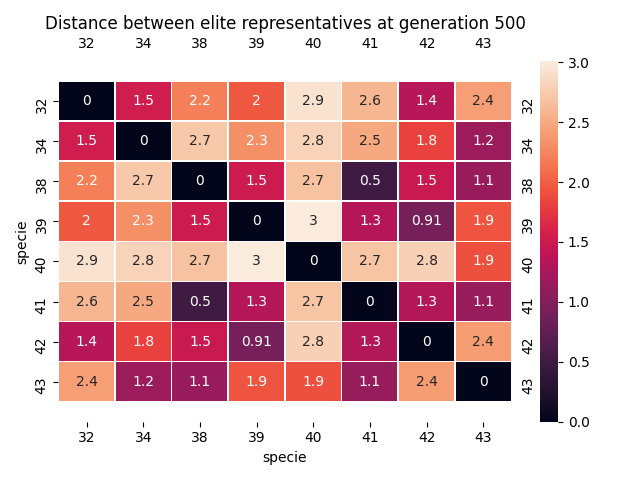 Distance between elite representatives at generation 500
32 34 38 39 40 41 42 43
3.0
32 0 1.5 2.2 2 2.9 2.6 1.4 2.4 32
2.5
34 1.5 0 2.7 2.3 2.8 2.5 1.8 1.2 34
38 2.2 2.7 0 1.5 2.7 0.5 1.5 1.1 38
2.0
39 2 2.3 1.5 0 3 1.3 0.91 1.9 39
specie
1.5
40 2.9 2.8 2.7 3 0 2.7 2.8 1.9 40
1.0
41 2.6 2.5 0.5 1.3 2.7 0 1.3 1.1 41
42 1.4 1.8 1.5 0.91 2.8 1.3 0 2.4 42
0.5
43 2.4 1.2 1.1 1.9 1.9 1.1 2.4 0 43
0.0
32 34 38 39 40 41 42 43
specie